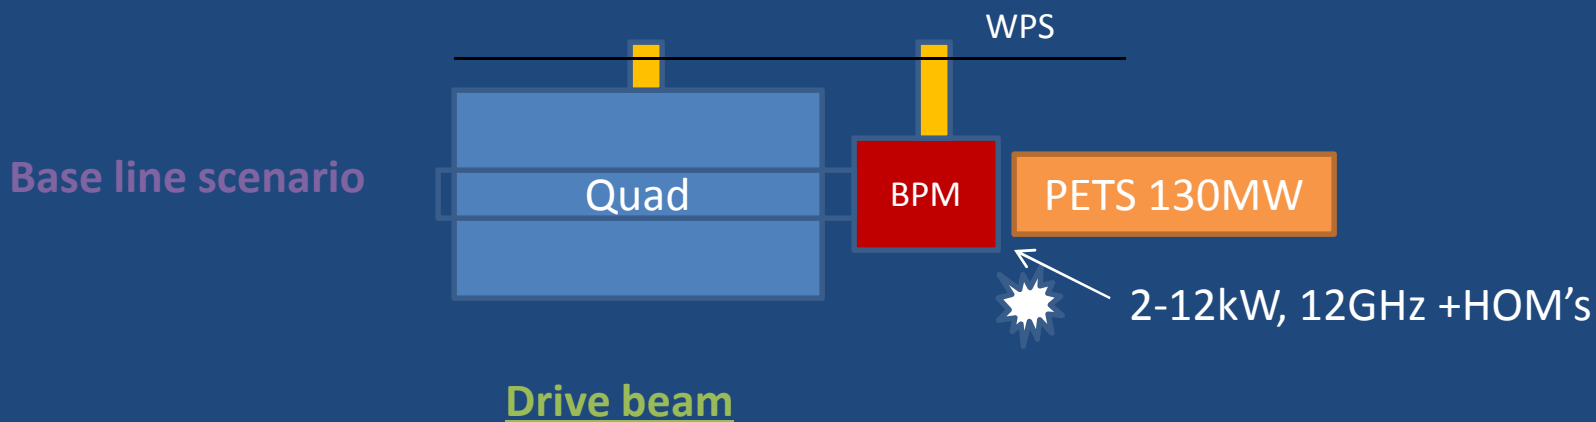 WPS
Base line scenario
Quad
BPM
PETS 130MW
2-12kW, 12GHz +HOM's
Drive beam